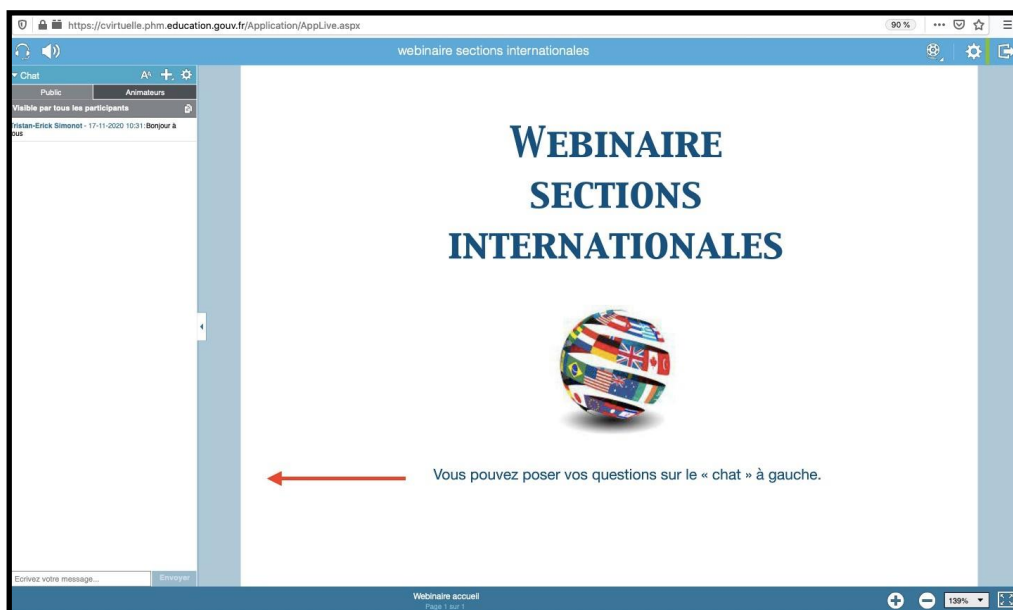 https://cvirtuelle.phm.education.gouv.fr/Application/AppLive.aspx
90 %
webinaire sections internationales
Chat
Public
Animateurs
Visible par tous les participants
Tristan-Erick Simonot - 17-11-2020 10:31: Bonjour à
tous
WEBINAIRE
SECTIONS
INTERNATIONALES
Vous pouvez poser vos questions sur le « chat » à gauche.
Ecrivez votre message...
Envoyer
Webinaire accueil
Page 1 sur 1
139%